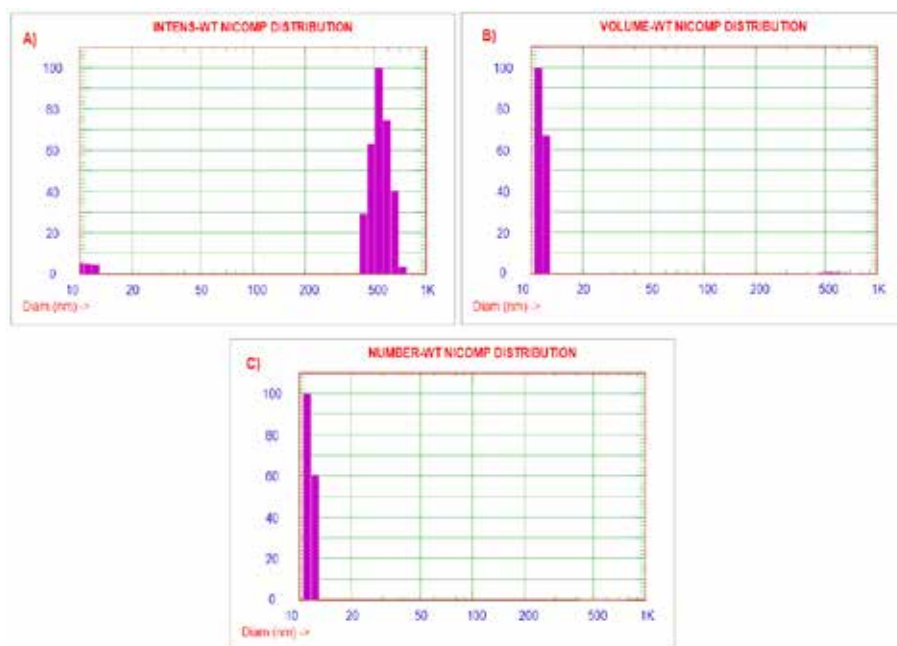 A)
INTENS-WT NICOMP DISTRIBUTION
100
80
60
40
20
0
10 20 50 100 200 500 1K
Diam (nm) ->
B)
VOLUME-WT NICOMP DISTRIBUTION
100
80
60
40
20
0
10 20 50 100 200 500 1K
Diam (nm) ->
C)
NUMBER-WT NICOMP DISTRIBUTION
100
80
60
40
20
0
10 20 50 100 200 500 1K
Diam (nm) ->